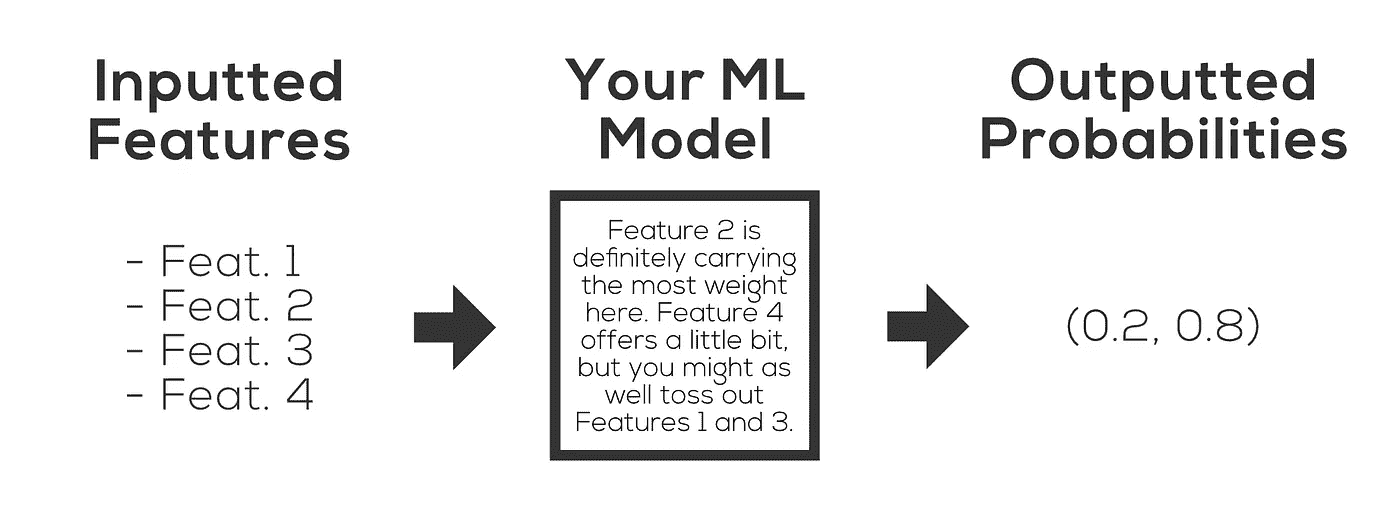 Inputted
Features
- Feat. 1
- Feat. 2
- Feat. 3
- Feat. 4
Your ML
Model
Feature 2 is
definitely carrying
the most weight
here. Feature 4
offers a little bit,
but you might as
well toss out
Features 1 and 3.
Outputted
Probabilities
(0.2, 0.8)